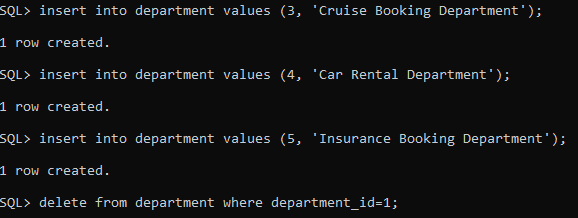 SQL> insert into department values (3, 'Cruise Booking Department');
1 row created.
SQL> insert into department values (4, 'Car Rental Department');
1 row created.
SQL> insert into department values (5, 'Insurance Booking Department');
1 row created.
SQL> delete from department where department_id=1;